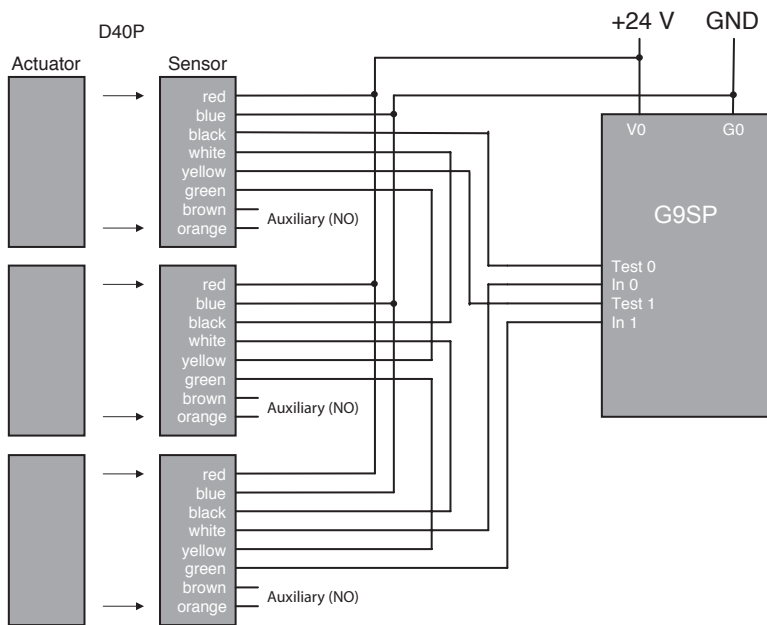 +24 V GND
D40P
Actuator Sensor
red
blue
black
white
yellow
green
brown
orange
Auxiliary (NO)
red
blue
black
white
yellow
green
brown
orange
Auxiliary (NO)
red
blue
black
white
yellow
green
brown
orange
Auxiliary (NO)
V0 G0
G9SP
Test 0
In 0
Test 1
In 1